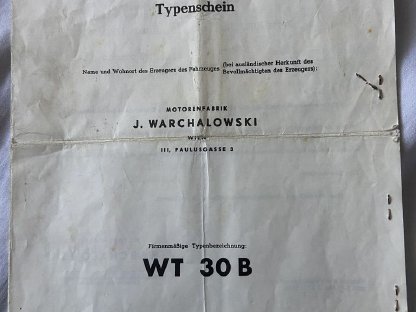 Typenschein
Name und Wohnort des Erzeugers des Fahrzeuges (bei ausländischer Herkunft des
Bevollmächtigten des Erzeugers):
MOTORENFABRIK
J. WARCHALOWSKI
WIEN
III, PAULUSGASSE 3
Firmenmäßige Typenbezeichnung:
WT 30 B